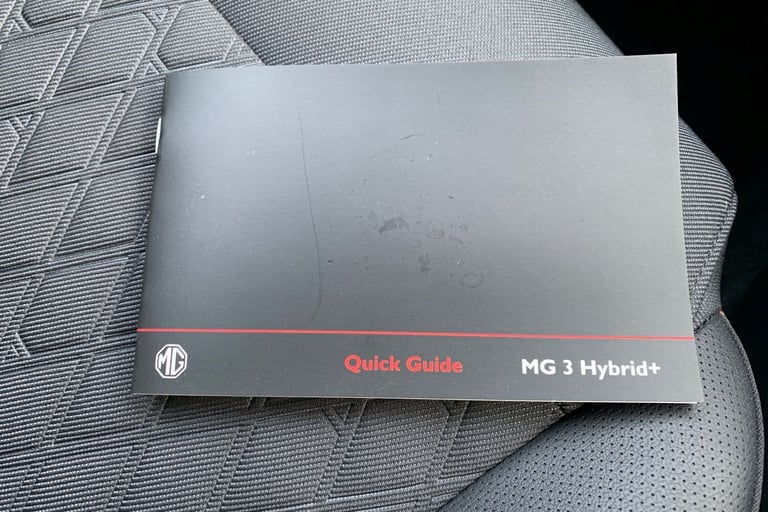 MG
Quick Guide
MG 3 Hybrid+